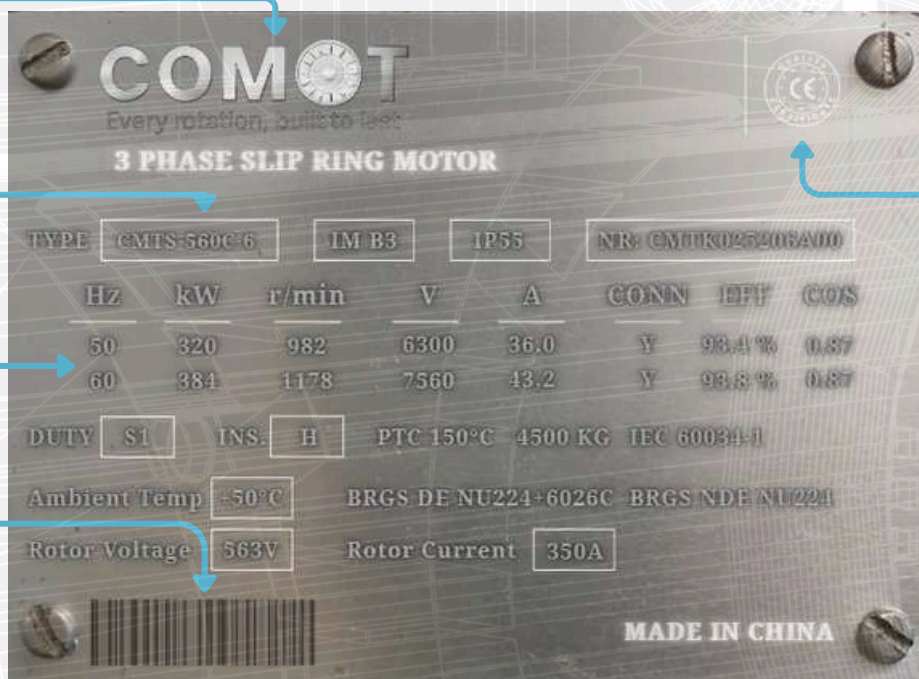 COMOT
Every rotation, built to last
3 PHASE SLIP RING MOTOR
CE
TYPE CMTS-560C-6 IM B3 IP55 NR: CMTK025206A00
Hz kW r/min V A CONN EFF COS
50 320 982 6300 36.0 Y 93.4 % 0.87
60 384 1178 7560 43.2 Y 93.8 % 0.87
DUTY S1 INS. H PTC 150°C 4500 KG IEC 60034-1
Ambient Temp 50°C BRGS DE NU224+6026C BRGS NDE NU224
Rotor Voltage 563V Rotor Current 350A
MADE IN CHINA